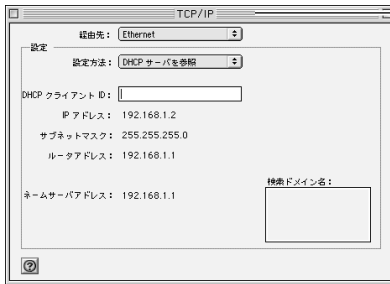 TCP/IP
経由先： Ethernet
設定
設定方法： DHCP サーバを参照
DHCP クライアント ID：
IP アドレス： 192.168.1.2
サブネットマスク： 255.255.255.0
ルータアドレス： 192.168.1.1
検索ドメイン名：
ネームサーバアドレス： 192.168.1.1
?